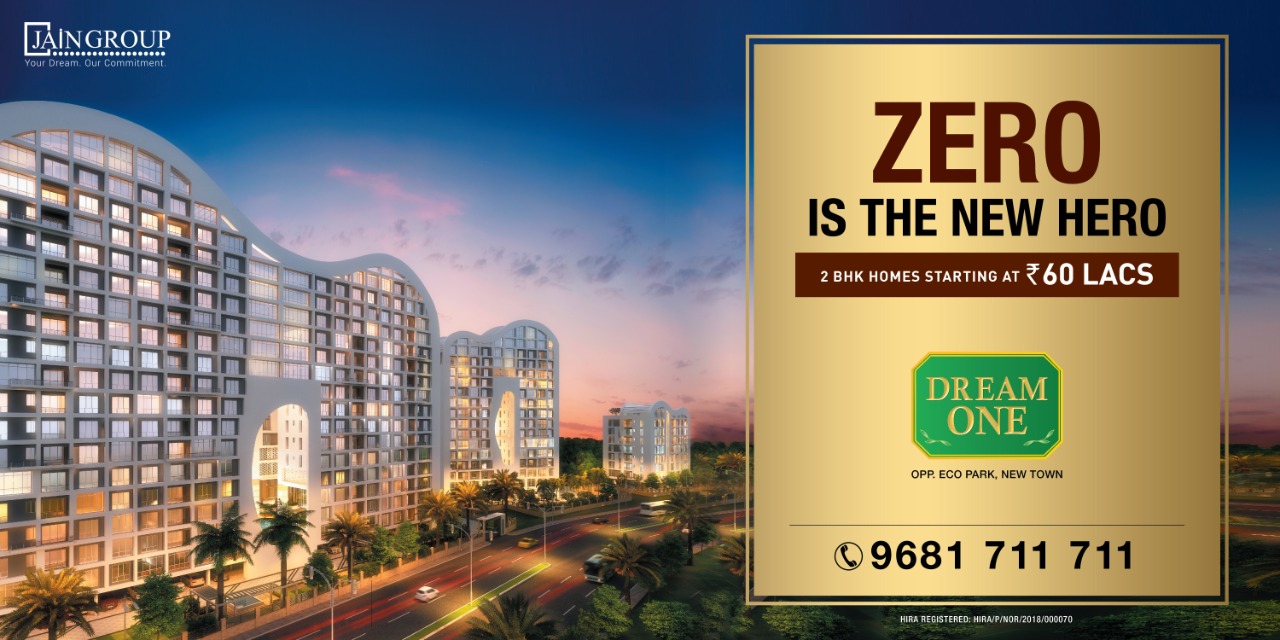 JAINGROUP
Your Dream. Our Commitment.
ZERO
IS THE NEW HERO
2 BHK HOMES STARTING AT ₹60 LACS
DREAM
ONE
OPP. ECO PARK, NEW TOWN
9681 711 711
HIRA REGISTERED: HIRA/P/NOR/2018/000070